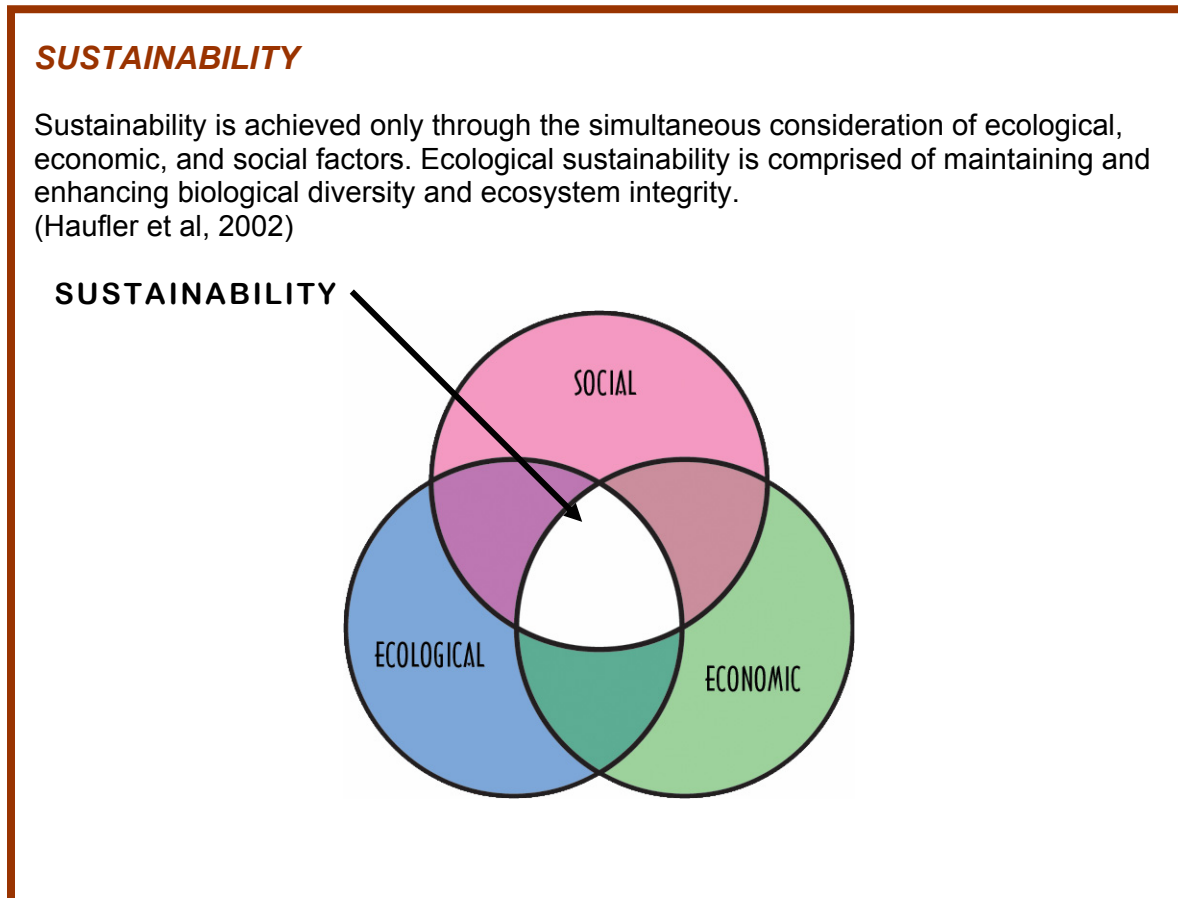 SUSTAINABILITY
Sustainability is achieved only through the simultaneous consideration of ecological,
economic, and social factors. Ecological sustainability is comprised of maintaining and
enhancing biological diversity and ecosystem integrity.
(Haufler et al, 2002)
SUSTAINABILITY
SOCIAL
ECOLOGICAL
ECONOMIC